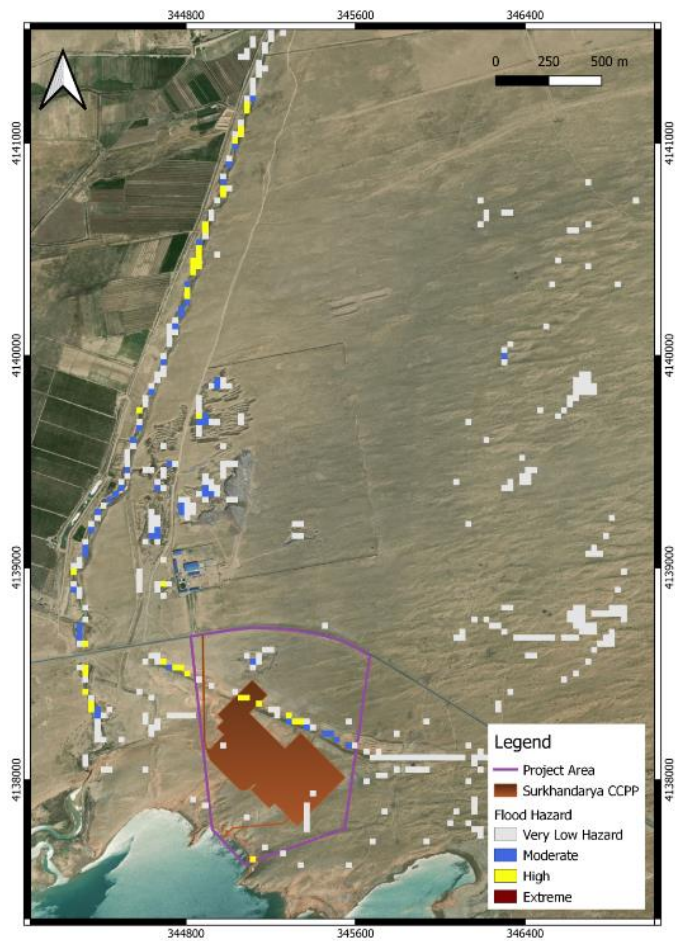 344800 345600 346400
0 250 500 m
4141000 4141000
4140000 4140000
4139000 4139000
4138000 4138000
Legend
Project Area
Surkhandarya CCPP
Flood Hazard
Very Low Hazard
Moderate
High
Extreme
344800 345600 346400